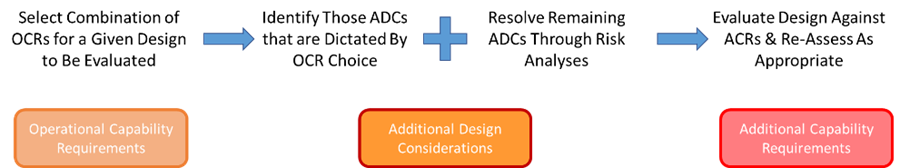 Select Combination of
OCRs for a Given Design
to Be Evaluated
Identify Those ADCs
that are Dictated By
OCR Choice
Resolve Remaining
ADCs Through Risk
Analyses
Evaluate Design Against
ACRs & Re-Assess As
Appropriate
Operational Capability
Requirements
Additional Design
Considerations
Additional Capability
Requirements